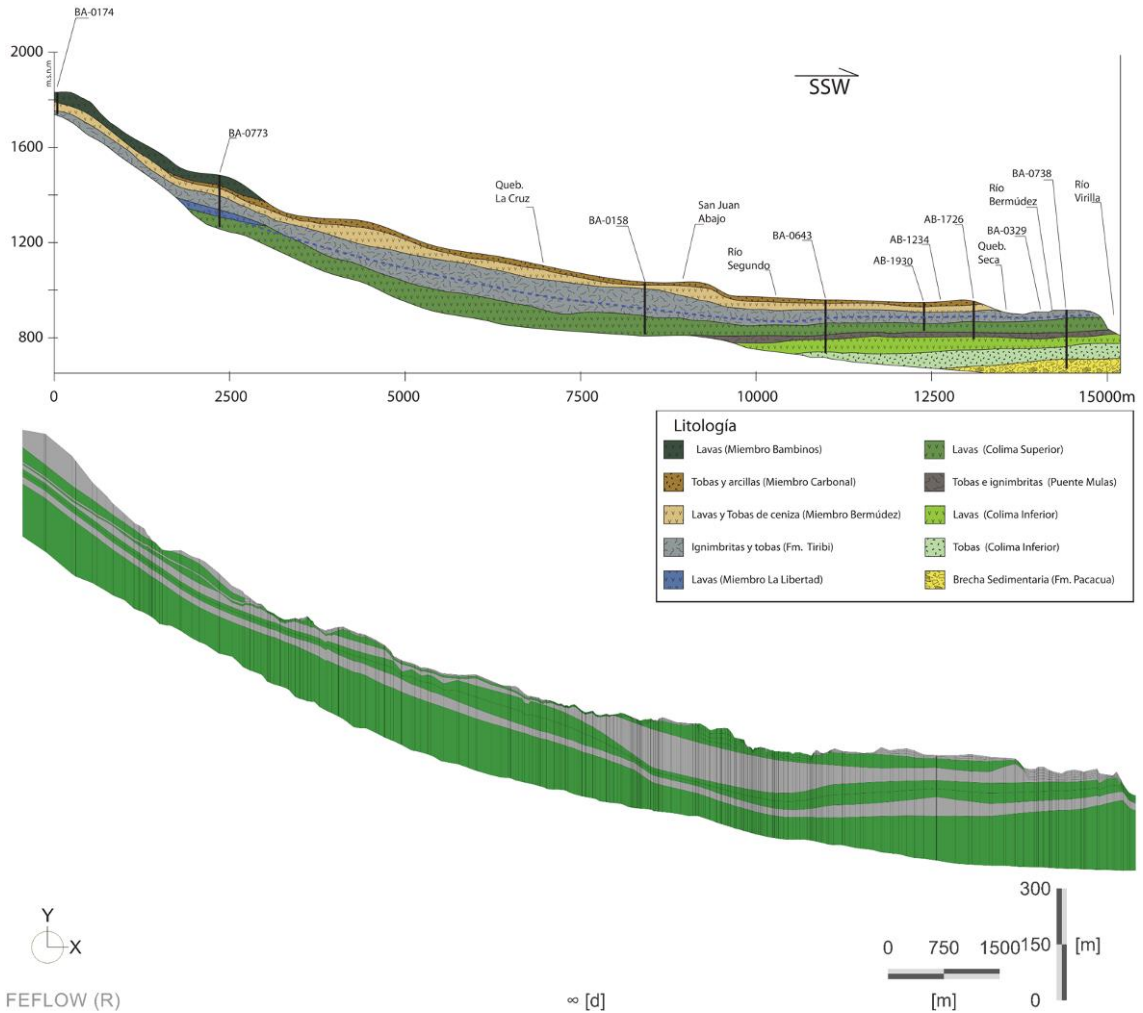 BA-0174
2000
m.s.n.m
SSW
1600
BA-0773
BA-0738
Queb.
La Cruz
BA-0158
San Juan
Abajo
Río
Segundo
BA-0643
AB-1930
AB-1234
AB-1726
Queb.
Seca
BA-0329
Río
Bermúdez
Río
Virilla
1200
800
0 2500 5000 7500 10000 12500 15000m
Litología
Lavas (Miembro Bambinos)
Tobas y arcillas (Miembro Carbonal)
Lavas y Tobas de ceniza (Miembro Bermúdez)
Ignimbritas y tobas (Fm. Tiribi)
Lavas (Miembro La Libertad)
Lavas (Colima Superior)
Tobas e ignimbritas (Puente Mulas)
Lavas (Colima Inferior)
Tobas (Colima Inferior)
Brecha Sedimentaria (Fm. Pacacua)
Y
X
FEFLOW (R)
∞ [d]
0 750 1500
[m]
300
150 [m]
0